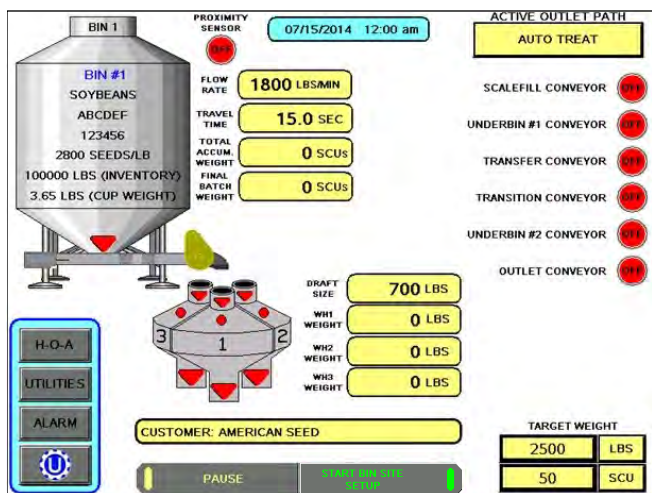 BIN 1
PROXIMITY
SENSOR
OFF
07/15/2014 12:00 am
ACTIVE OUTLET PATH
AUTO TREAT
BIN #1
SOYBEANS
ABCDEF
123456
2800 SEEDS/LB
100000 LBS (INVENTORY)
3.65 LBS (CUP WEIGHT)
FLOW
RATE
1800 LBS/MIN
TRAVEL
TIME
15.0 SEC
TOTAL
ACCUM.
WEIGHT
0 SCUs
FINAL
BATCH
WEIGHT
0 SCUs
SCALEFILL CONVEYOR OFF
UNDERBIN #1 CONVEYOR OFF
TRANSFER CONVEYOR OFF
TRANSITION CONVEYOR OFF
UNDERBIN #2 CONVEYOR OFF
OUTLET CONVEYOR OFF
3 1 2
DRAFT
SIZE
700 LBS
WH1
WEIGHT
0 LBS
WH2
WEIGHT
0 LBS
WH3
WEIGHT
0 LBS
H-O-A
UTILITIES
ALARM
U
CUSTOMER: AMERICAN SEED
PAUSE
START BIN SITE
SETUP
TARGET WEIGHT
2500 LBS
50 SCU